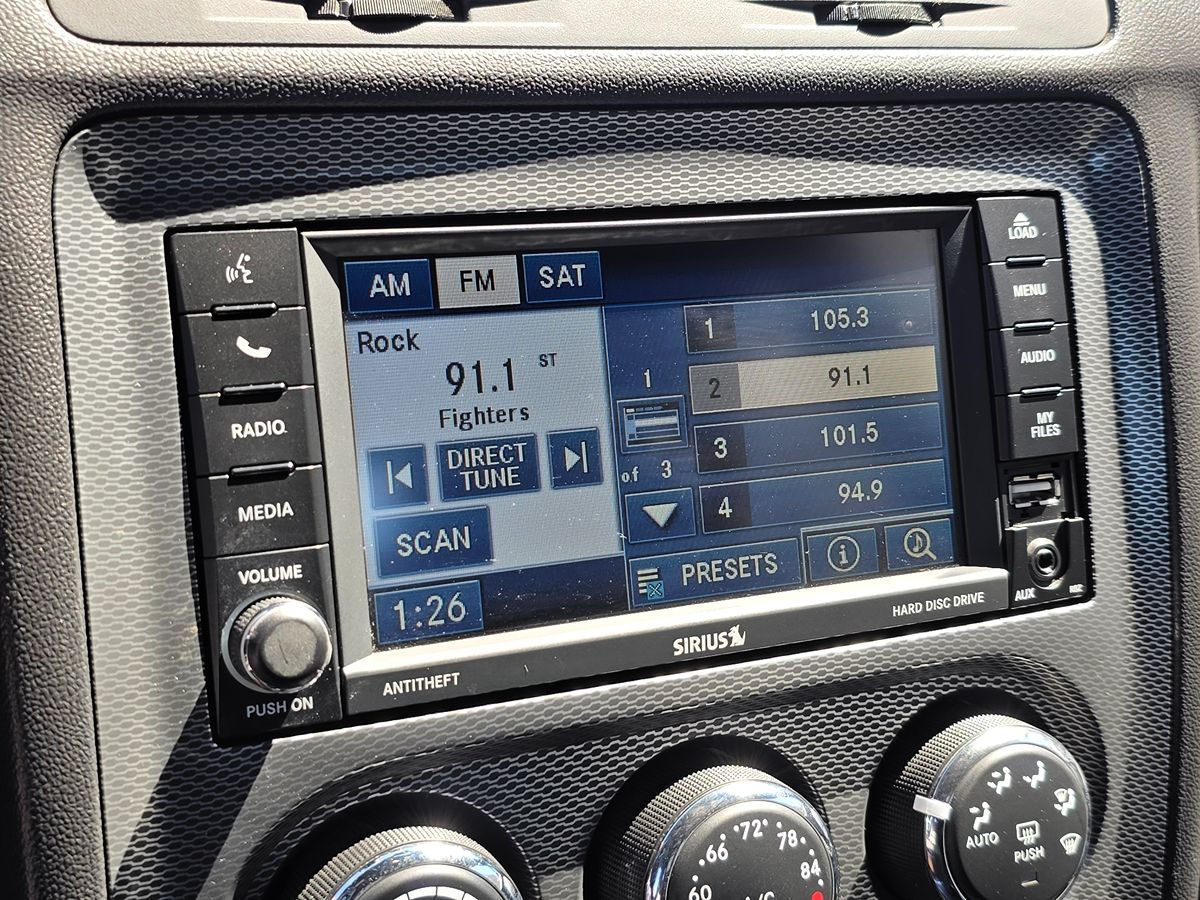 LOAD
MENU
AUDIO
MY
FILES
RADIO
MEDIA
VOLUME
PUSH ON
AM FM SAT
Rock
91.1 ST
Fighters
DIRECT
TUNE
SCAN
1:26
1
of 3
1 105.3
2 91.1
3 101.5
4 94.9
PRESETS
i
ANTITHEFT
SIRIUS
HARD DISC DRIVE
AUX
60 66 72 78 84
AUTO
PUSH